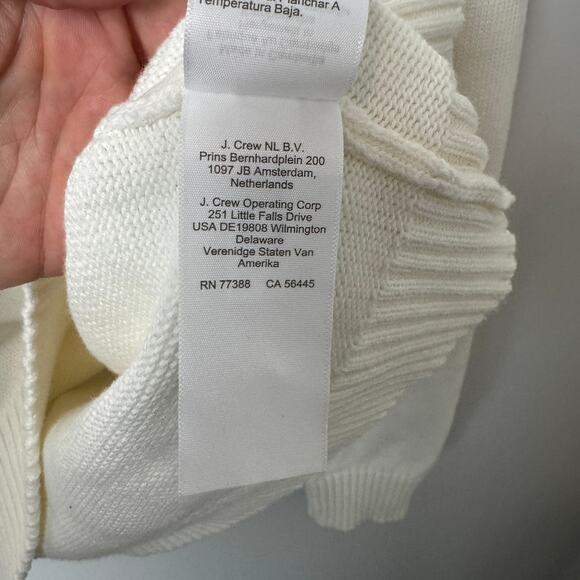 Planchar A
Temperatura Baja.
J. Crew NL B.V.
Prins Bernhardplein 200
1097 JB Amsterdam,
Netherlands
J. Crew Operating Corp
251 Little Falls Drive
USA DE19808 Wilmington
Delaware
Verenidge Staten Van
Amerika
RN 77388 CA 56445